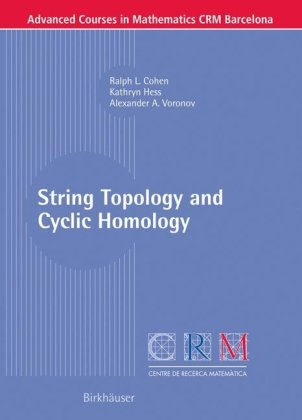 Advanced Courses in Mathematics CRM Barcelona
Ralph L. Cohen
Kathryn Hess
Alexander A. Voronov
String Topology and
Cyclic Homology
CRM
CENTRE DE RECERCA MATEMÀTICA
Birkhäuser